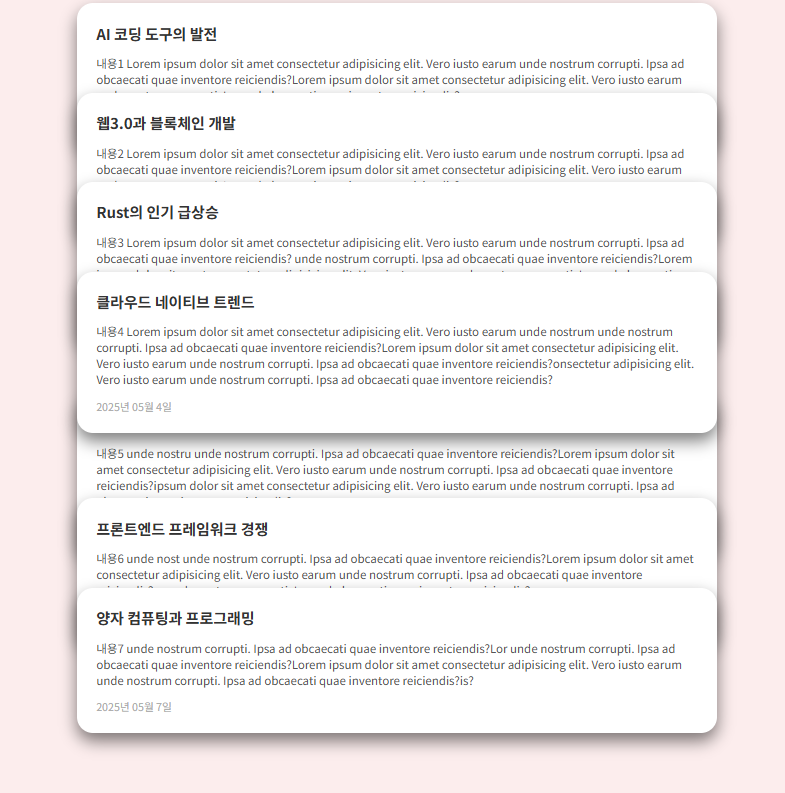 AI 코딩 도구의 발전
내용1 Lorem ipsum dolor sit amet consectetur adipisicing elit. Vero iusto earum unde nostrum corrupti. Ipsa ad
obcaecati quae inventore reiciendis?Lorem ipsum dolor sit amet consectetur adipisicing elit. Vero iusto earum
웹3.0과 블록체인 개발
내용2 Lorem ipsum dolor sit amet consectetur adipisicing elit. Vero iusto earum unde nostrum corrupti. Ipsa ad
obcaecati quae inventore reiciendis?Lorem ipsum dolor sit amet consectetur adipisicing elit. Vero iusto earum
Rust의 인기 급상승
내용3 Lorem ipsum dolor sit amet consectetur adipisicing elit. Vero iusto earum unde nostrum corrupti. Ipsa ad
obcaecati quae inventore reiciendis? unde nostrum corrupti. Ipsa ad obcaecati quae inventore reiciendis?Lorem
클라우드 네이티브 트렌드
내용4 Lorem ipsum dolor sit amet consectetur adipisicing elit. Vero iusto earum unde nostrum unde nostrum
corrupti. Ipsa ad obcaecati quae inventore reiciendis?Lorem ipsum dolor sit amet consectetur adipisicing elit.
Vero iusto earum unde nostrum corrupti. Ipsa ad obcaecati quae inventore reiciendis?onsectetur adipisicing elit.
Vero iusto earum unde nostrum corrupti. Ipsa ad obcaecati quae inventore reiciendis?
2025년 05월 4일
내용5 unde nostru unde nostrum corrupti. Ipsa ad obcaecati quae inventore reiciendis?Lorem ipsum dolor sit
amet consectetur adipisicing elit. Vero iusto earum unde nostrum corrupti. Ipsa ad obcaecati quae inventore
reiciendis?ipsum dolor sit amet consectetur adipisicing elit. Vero iusto earum unde nostrum corrupti. Ipsa ad
프론트엔드 프레임워크 경쟁
내용6 unde nost unde nostrum corrupti. Ipsa ad obcaecati quae inventore reiciendis?Lorem ipsum dolor sit amet
consectetur adipisicing elit. Vero iusto earum unde nostrum corrupti. Ipsa ad obcaecati quae inventore
양자 컴퓨팅과 프로그래밍
내용7 unde nostrum corrupti. Ipsa ad obcaecati quae inventore reiciendis?Lor unde nostrum corrupti. Ipsa ad
obcaecati quae inventore reiciendis?Lorem ipsum dolor sit amet consectetur adipisicing elit. Vero iusto earum
unde nostrum corrupti. Ipsa ad obcaecati quae inventore reiciendis?is?
2025년 05월 7일